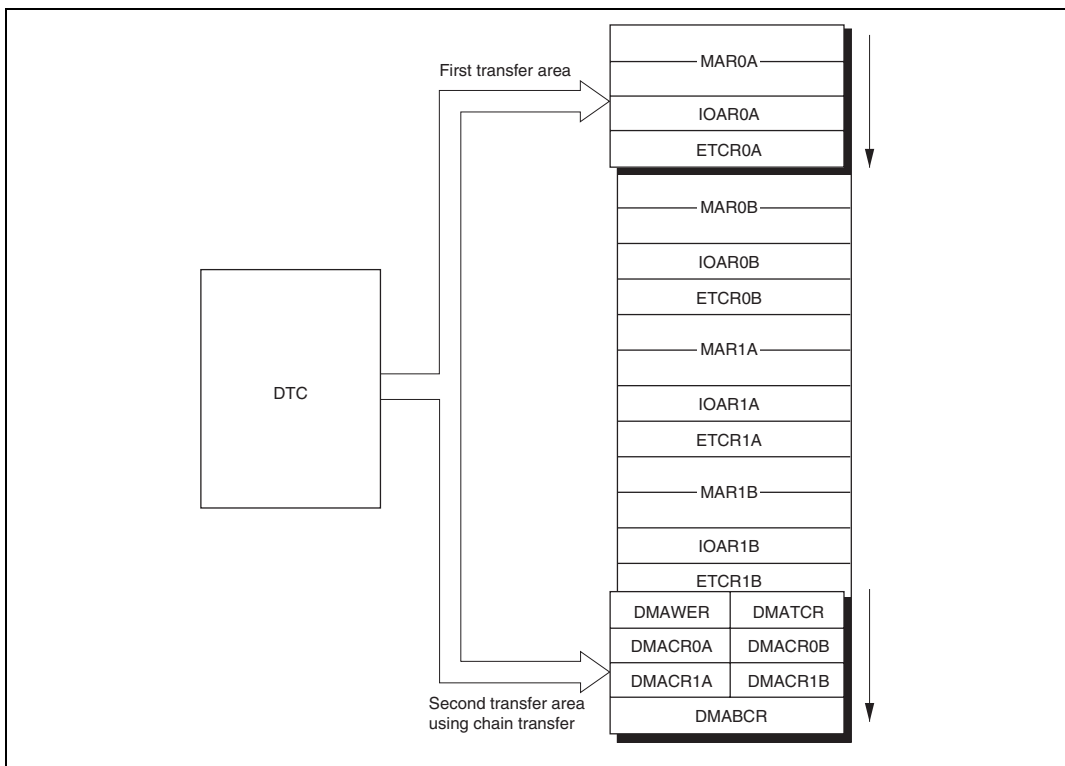 First transfer area
MAR0A
IOAR0A
ETCR0A
MAR0B
IOAR0B
ETCR0B
MAR1A
DTC
IOAR1A
ETCR1A
MAR1B
IOAR1B
ETCR1B
DMAWER DMATCR
DMACR0A DMACR0B
DMACR1A DMACR1B
Second transfer area
using chain transfer
DMABCR